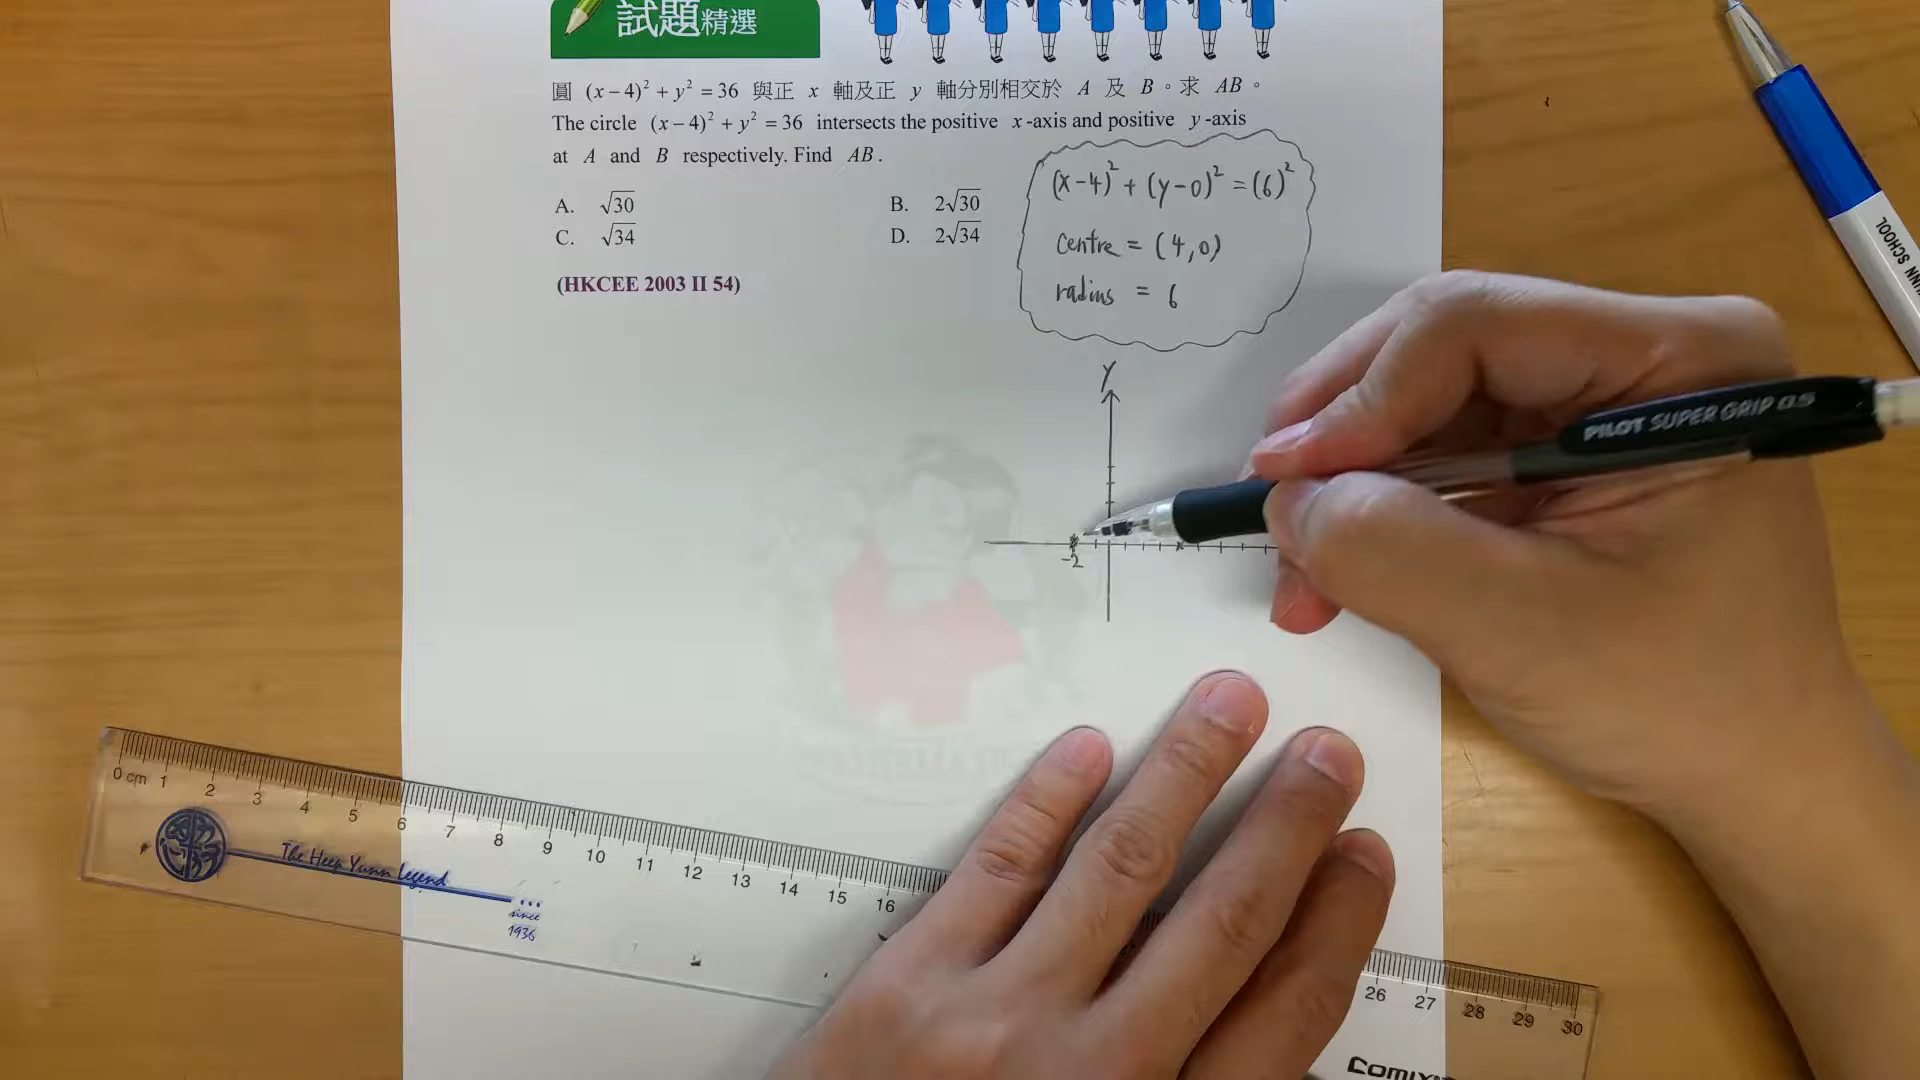 試題精選
圓 (x−4)² + y² = 36 與正 x 軸及正 y 軸分別相交於 A 及 B。求 AB。
The circle (x−4)² + y² = 36 intersects the positive x-axis and positive y-axis
at A and B respectively. Find AB.
A. √30 B. 2√30
C. √34 D. 2√34
(HKCEE 2003 II 54)
(x−4)² + (y−0)² = (6)²
centre = (4,0)
radius = 6
y
-2
PILOT SUPER GRIP 0.5
SCHOOL
0 cm 1 2 3 4 5 6 7 8 9 10 11 12 13 14 15 16 26 27 28 29 30
The Heep Yunn Legend ...
since
1936
COMIX